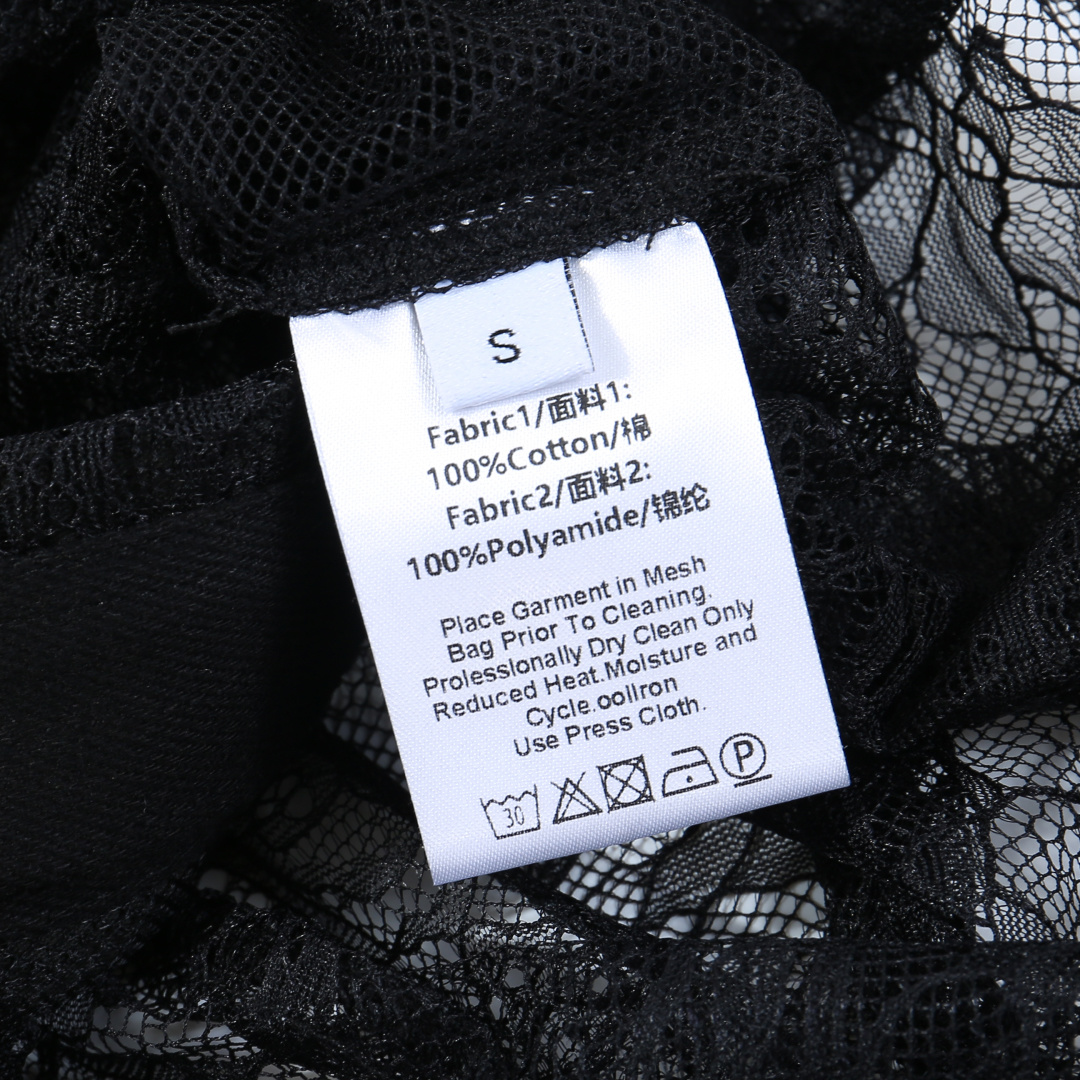 S
Fabric1/面料1:
100%Cotton/棉
Fabric2/面料2:
100%Polyamide/锦纶
Place Garment in Mesh
Bag Prior To Cleaning.
Prolessionally Dry Clean Only
Reduced Heat.Molsture and
Cycle.oollron
Use Press Cloth.
30 P